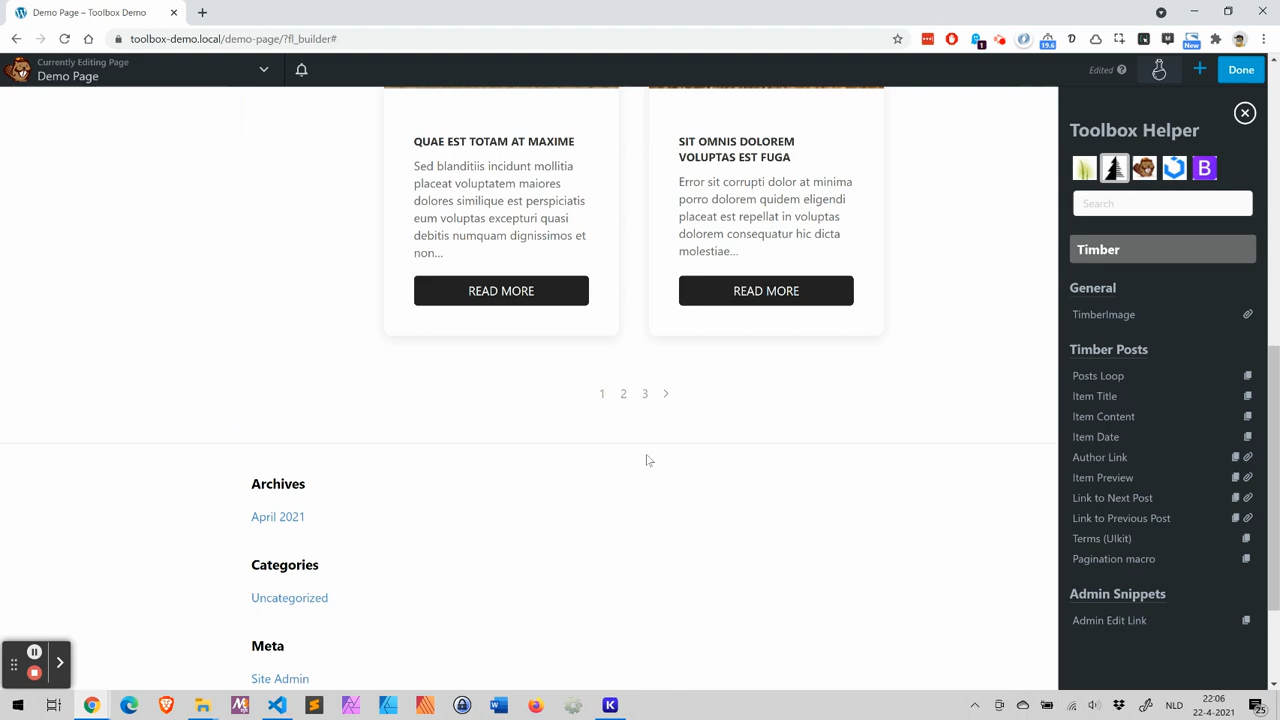 Demo Page – Toolbox Demo
toolbox-demo.local/demo-page/?fl_builder#
1
19.6
New
Currently Editing Page
Demo Page
Edited
Done
QUAE EST TOTAM AT MAXIME
Sed blanditiis incidunt mollitia
placeat voluptatem maiores
dolores similique est perspiciatis
eum voluptas excepturi quasi
debitis numquam dignissimos et
non...
READ MORE
SIT OMNIS DOLOREM
VOLUPTAS EST FUGA
Error sit corrupti dolor at minima
porro dolorem quidem eligendi
placeat est repellat in voluptas
dolorem consequatur hic dicta
molestiae...
READ MORE
1 2 3
Archives
April 2021
Categories
Uncategorized
Meta
Site Admin
Toolbox Helper
B
Search
Timber
General
TimberImage
Timber Posts
Posts Loop
Item Title
Item Content
Item Date
Author Link
Item Preview
Link to Next Post
Link to Previous Post
Terms (UIkit)
Pagination macro
Admin Snippets
Admin Edit Link
K
NLD
22:06
22-4-2021
25